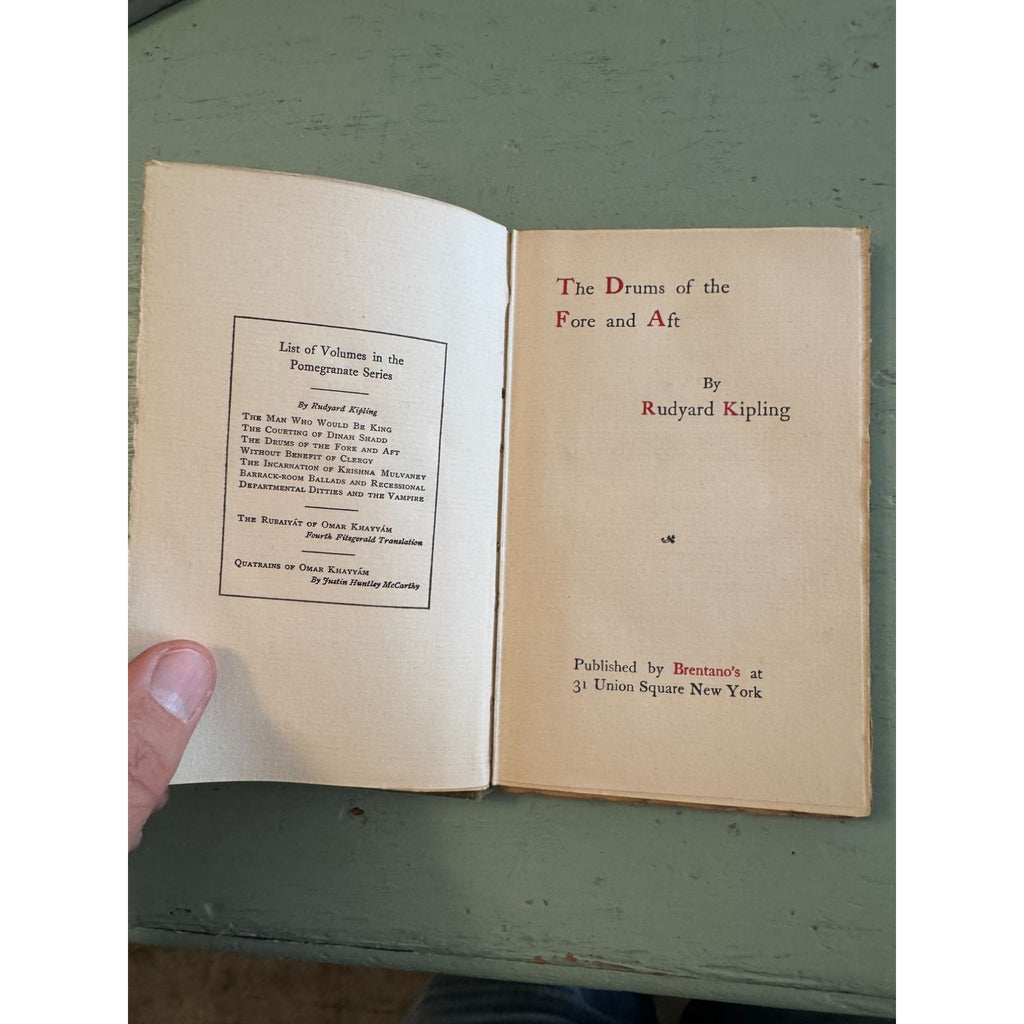 List of Volumes in the
Pomegranate Series
By Rudyard Kipling
The Man Who Would Be King
The Courting of Dinah Shadd
The Drums of the Fore and Aft
Without Benefit of Clergy
The Incarnation of Krishna Mulvaney
Barrack-room Ballads and Recessional
Departmental Ditties and the Vampire
The Rubaiyát of Omar Khayyám
Fourth Fitzgerald Translation
Quatrains of Omar Khayyám
By Justin Huntley McCarthy
The Drums of the
Fore and Aft
By
Rudyard Kipling
Published by Brentano's at
31 Union Square New York